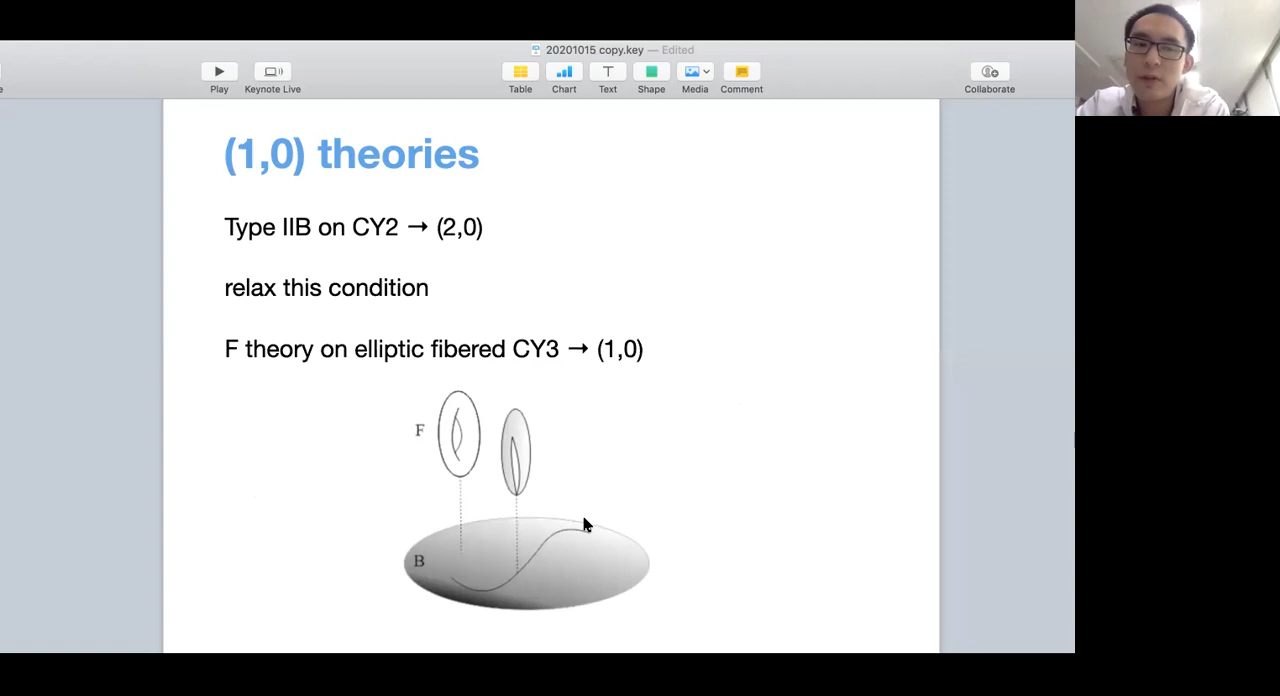 20201015 copy.key — Edited
Play
Keynote Live
Table
Chart
Text
Shape
Media
Comment
Collaborate
(1,0) theories
Type IIB on CY2 → (2,0)
relax this condition
F theory on elliptic fibered CY3 → (1,0)
F
B